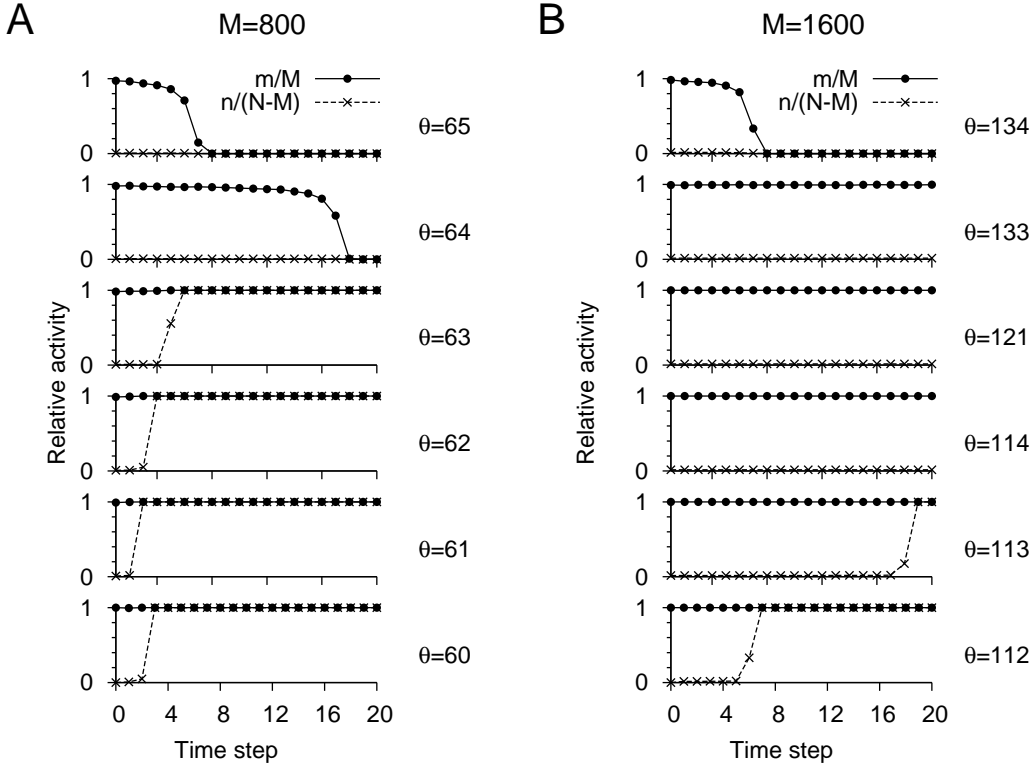 A
M=800
1
0
m/M
n/(N-M)
θ=65
1
0
θ=64
1
0
θ=63
1
0
θ=62
1
0
θ=61
1
0
θ=60
0 4 8 12 16 20
Time step
Relative activity
B
M=1600
1
0
m/M
n/(N-M)
θ=134
1
0
θ=133
1
0
θ=121
1
0
θ=114
1
0
θ=113
1
0
θ=112
0 4 8 12 16 20
Time step
Relative activity